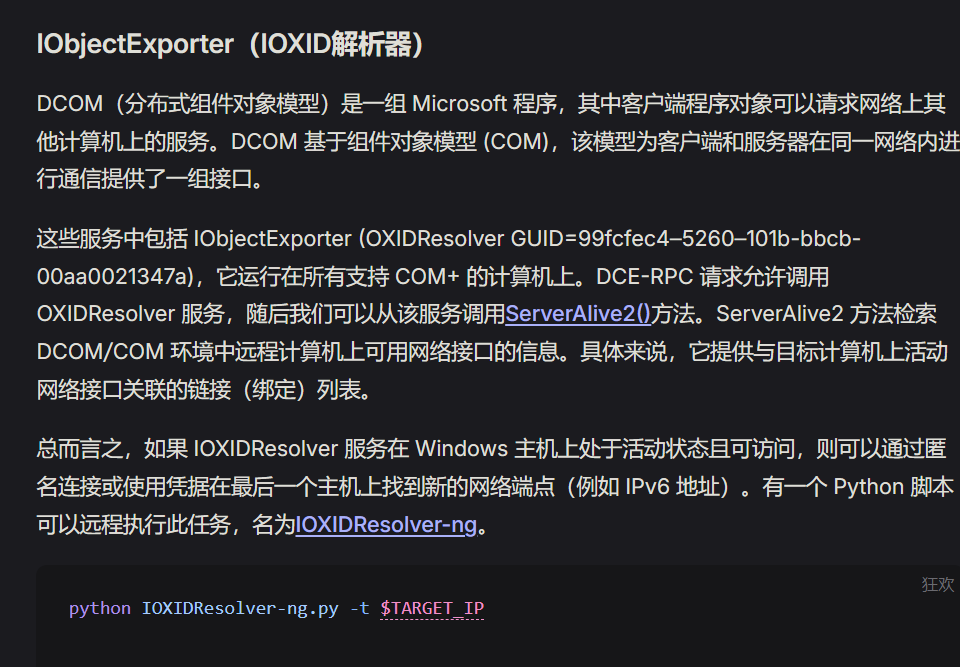 IObjectExporter（IOXID解析器）
DCOM（分布式组件对象模型）是一组 Microsoft 程序，其中客户端程序对象可以请求网络上其
他计算机上的服务。DCOM 基于组件对象模型 (COM)，该模型为客户端和服务器在同一网络内进
行通信提供了一组接口。
这些服务中包括 IObjectExporter (OXIDResolver GUID=99fcfec4–5260–101b-bbcb-
00aa0021347a)，它运行在所有支持 COM+ 的计算机上。DCE-RPC 请求允许调用
OXIDResolver 服务，随后我们可以从该服务调用ServerAlive2()方法。ServerAlive2 方法检索
DCOM/COM 环境中远程计算机上可用网络接口的信息。具体来说，它提供与目标计算机上活动
网络接口关联的链接（绑定）列表。
总而言之，如果 IOXIDResolver 服务在 Windows 主机上处于活动状态且可访问，则可以通过匿
名连接或使用凭据在最后一个主机上找到新的网络端点（例如 IPv6 地址）。有一个 Python 脚本
可以远程执行此任务，名为IOXIDResolver-ng。
狂欢
python IOXIDResolver-ng.py -t $TARGET_IP